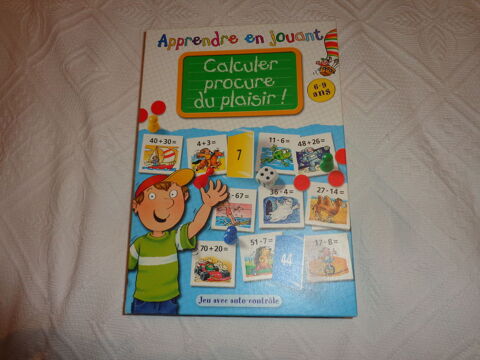 Apprendre en jouant
Calculer
procure
du plaisir !
6-9
ans
40+30=
4+3=
7
11-6=
48+26=
-67=
36-4=
27-14=
70+20=
51-7=
44
17-8=
Jeu avec auto-contrôle